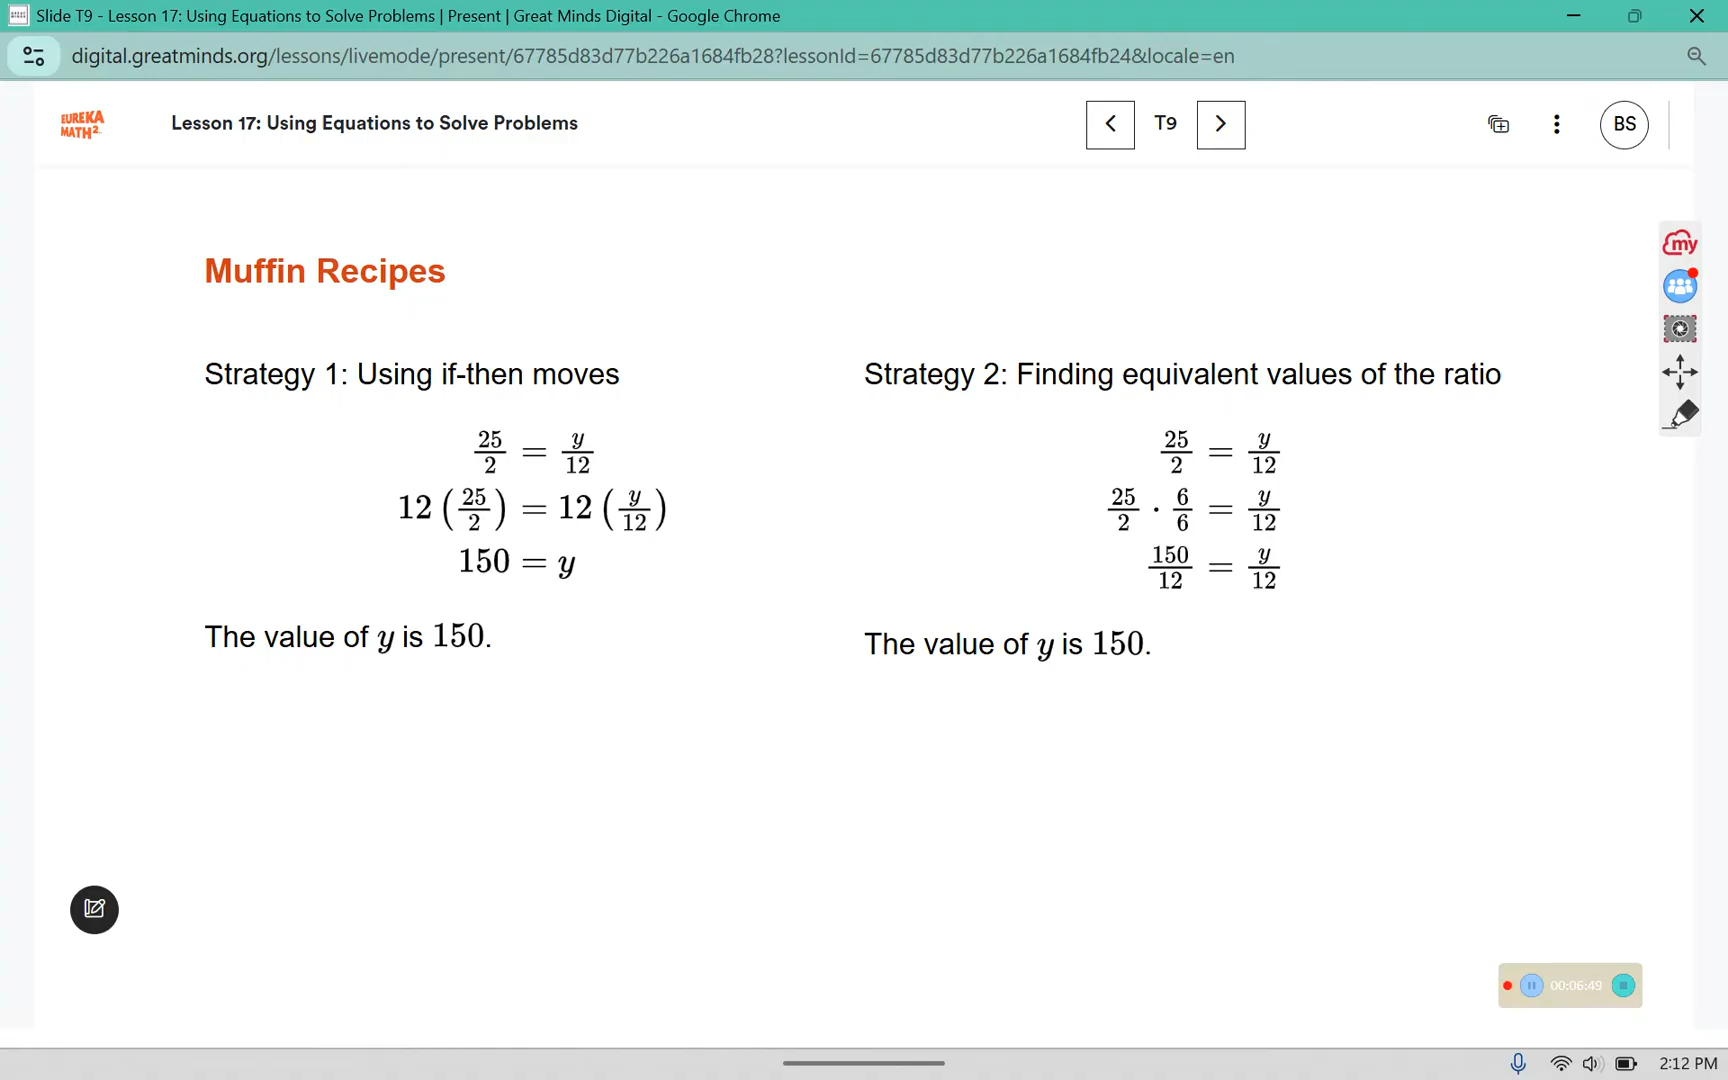 Slide T9 - Lesson 17: Using Equations to Solve Problems | Present | Great Minds Digital - Google Chrome
digital.greatminds.org/lessons/livemode/present/67785d83d77b226a1684fb28?lessonId=67785d83d77b226a1684fb24&locale=en
EUREKA
MATH²
Lesson 17: Using Equations to Solve Problems
T9
BS
my
Muffin Recipes
Strategy 1: Using if-then moves
25/2 = y/12
12 (25/2) = 12 (y/12)
150 = y
The value of y is 150.
Strategy 2: Finding equivalent values of the ratio
25/2 = y/12
25/2 · 6/6 = y/12
150/12 = y/12
The value of y is 150.
00:06:49
2:12 PM